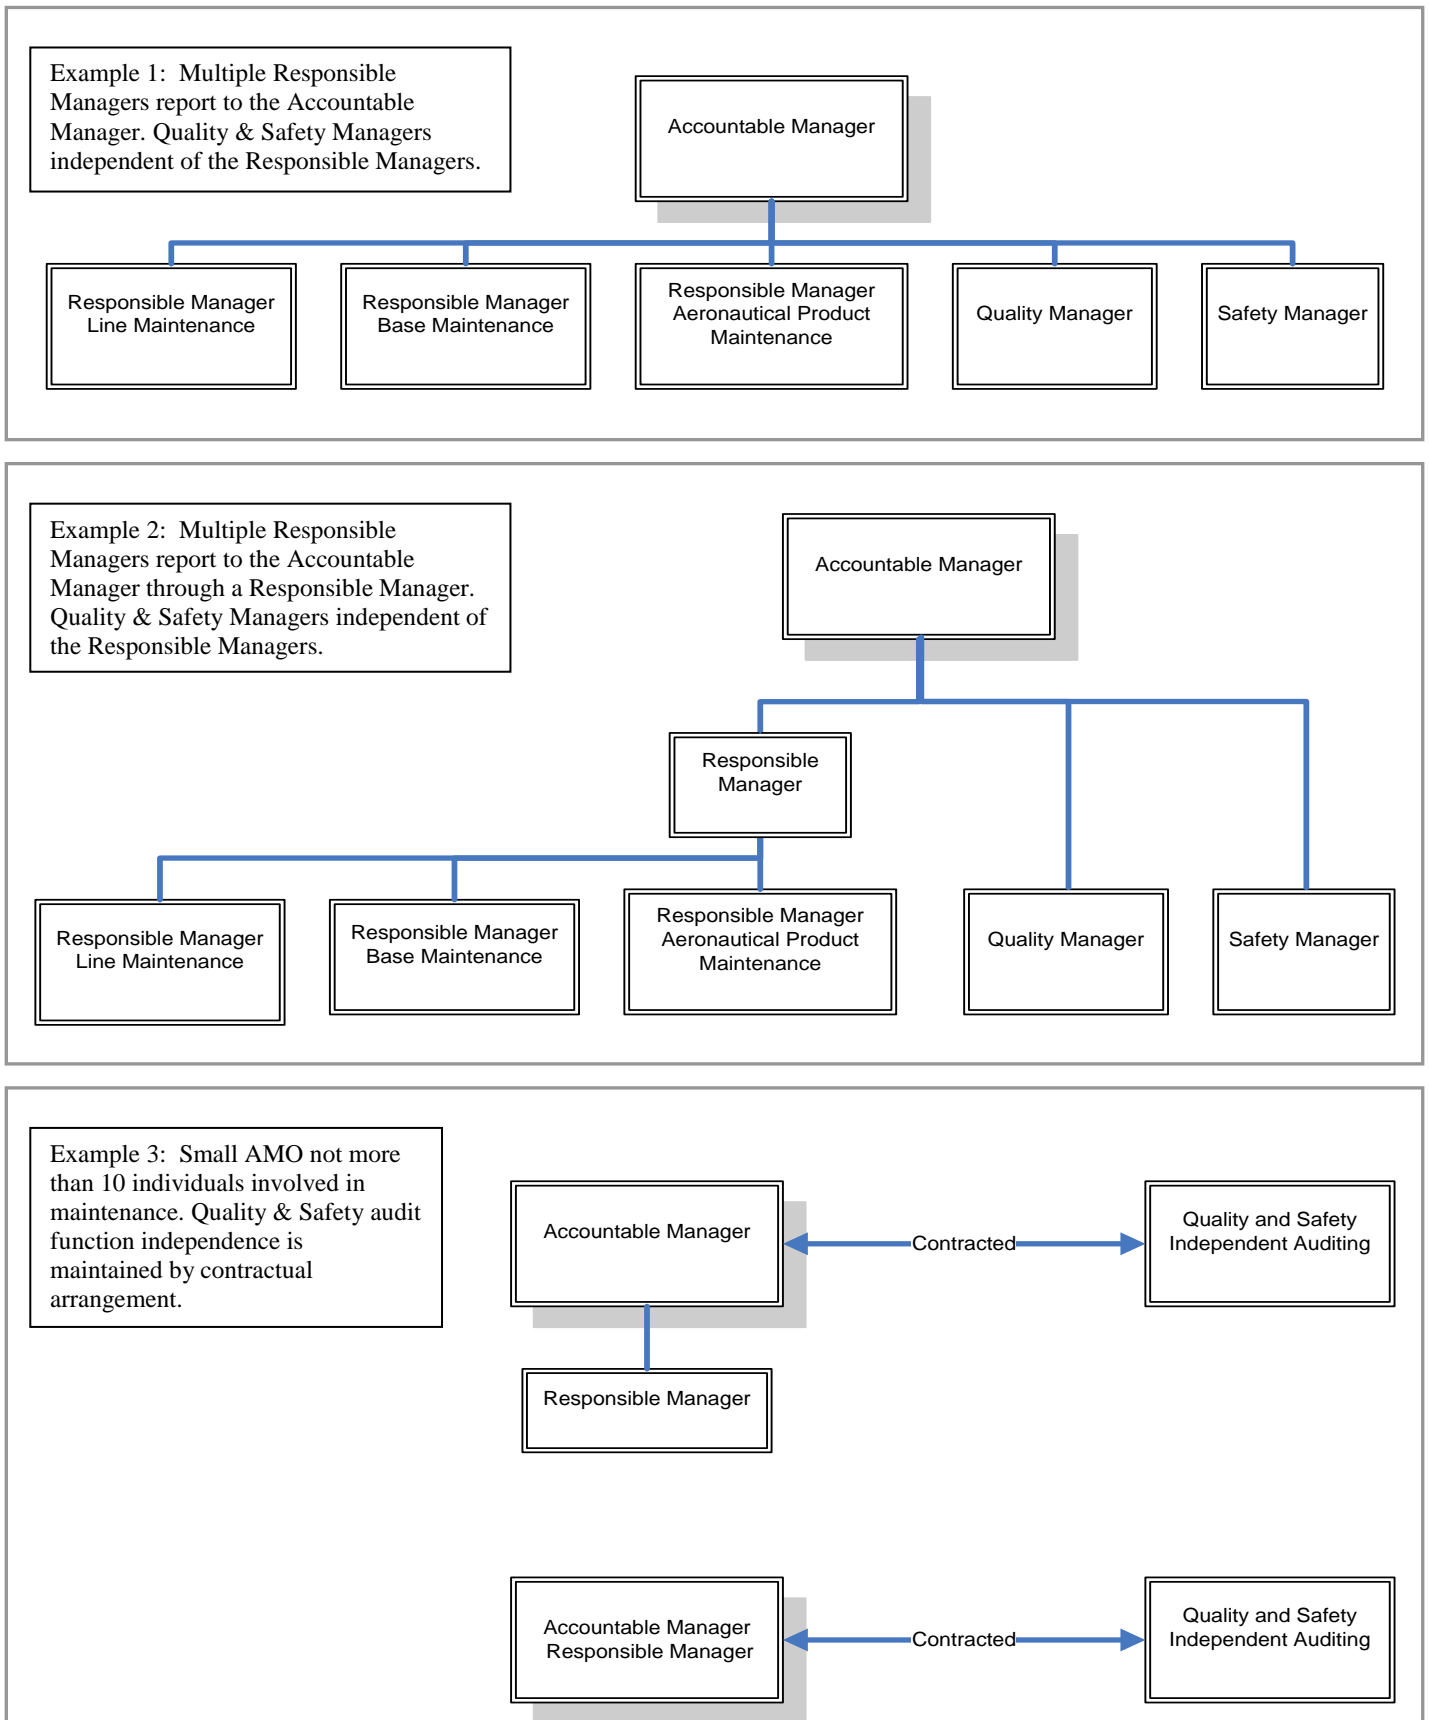 Example 1:  Multiple Responsible
Managers report to the Accountable
Manager. Quality & Safety Managers
independent of the Responsible Managers.
Accountable Manager
Responsible Manager
Line Maintenance
Responsible Manager
Base Maintenance
Responsible Manager
Aeronautical Product
Maintenance
Quality Manager
Safety Manager
Example 2:  Multiple Responsible
Managers report to the Accountable
Manager through a Responsible Manager.
Quality & Safety Managers independent of
the Responsible Managers.
Accountable Manager
Responsible
Manager
Responsible Manager
Line Maintenance
Responsible Manager
Base Maintenance
Responsible Manager
Aeronautical Product
Maintenance
Quality Manager
Safety Manager
Example 3:  Small AMO not more
than 10 individuals involved in
maintenance. Quality & Safety audit
function independence is
maintained by contractual
arrangement.
Accountable Manager
Contracted
Quality and Safety
Independent Auditing
Responsible Manager
Accountable Manager
Responsible Manager
Contracted
Quality and Safety
Independent Auditing